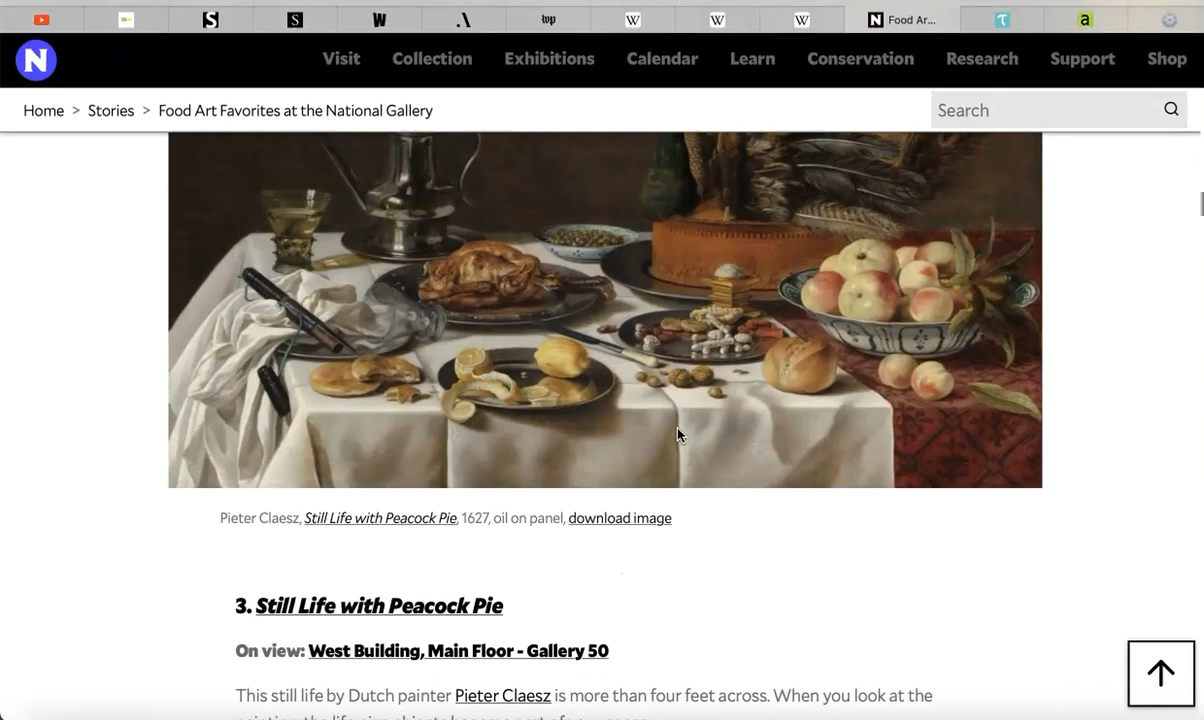 S S W .\ wp W W W N Food Ar... τ a
N Visit Collection Exhibitions Calendar Learn Conservation Research Support Shop
Home > Stories > Food Art Favorites at the National Gallery Search
Pieter Claesz, Still Life with Peacock Pie, 1627, oil on panel, download image
3. Still Life with Peacock Pie
On view: West Building, Main Floor - Gallery 50
This still life by Dutch painter Pieter Claesz is more than four feet across. When you look at the